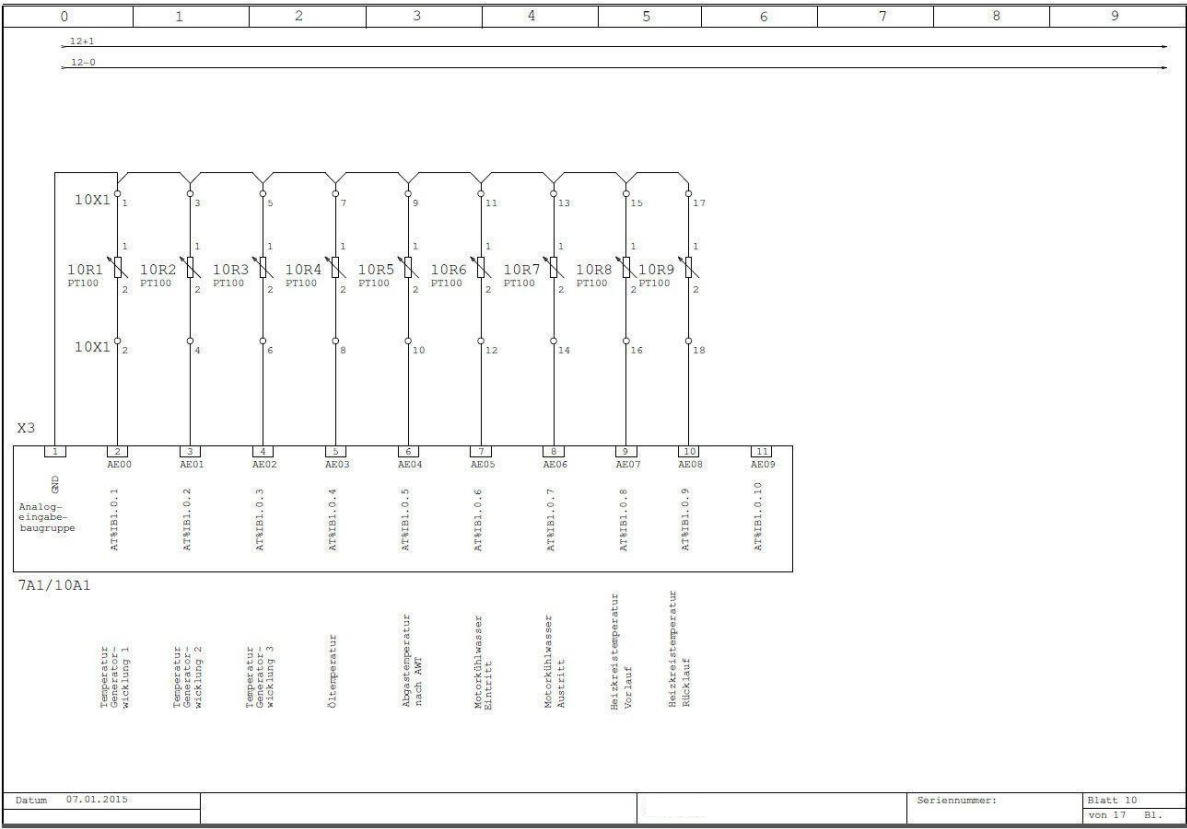 0 1 2 3 4 5 6 7 8 9
12+1
12-0
10X1 1 3 5 7 9 11 13 15 17
1 1 1 1 1 1 1 1 1
10R1 10R2 10R3 10R4 10R5 10R6 10R7 10R8 10R9
PT100 PT100 PT100 PT100 PT100 PT100 PT100 PT100 PT100
2 2 2 2 2 2 2 2 2
10X1 2 4 6 8 10 12 14 16 18
X3
1 2 3 4 5 6 7 8 9 10 11
AE00 AE01 AE02 AE03 AE04 AE05 AE06 AE07 AE08 AE09
GND
Analog-
eingabe-
baugruppe
AT%IB1.0.1
AT%IB1.0.2
AT%IB1.0.3
AT%IB1.0.4
AT%IB1.0.5
AT%IB1.0.6
AT%IB1.0.7
AT%IB1.0.8
AT%IB1.0.9
AT%IB1.0.10
7A1/10A1
Temperatur
Generator-
wicklung 1
Temperatur
Generator-
wicklung 2
Temperatur
Generator-
wicklung 3
Öltemperatur
Abgastemperatur
nach AWT
Motorkühlwasser
Eintritt
Motorkühlwasser
Austritt
Heizkreistemperatur
Vorlauf
Heizkreistemperatur
Rücklauf
Datum 07.01.2015
Seriennummer:
Blatt 10
von 17 Bl.